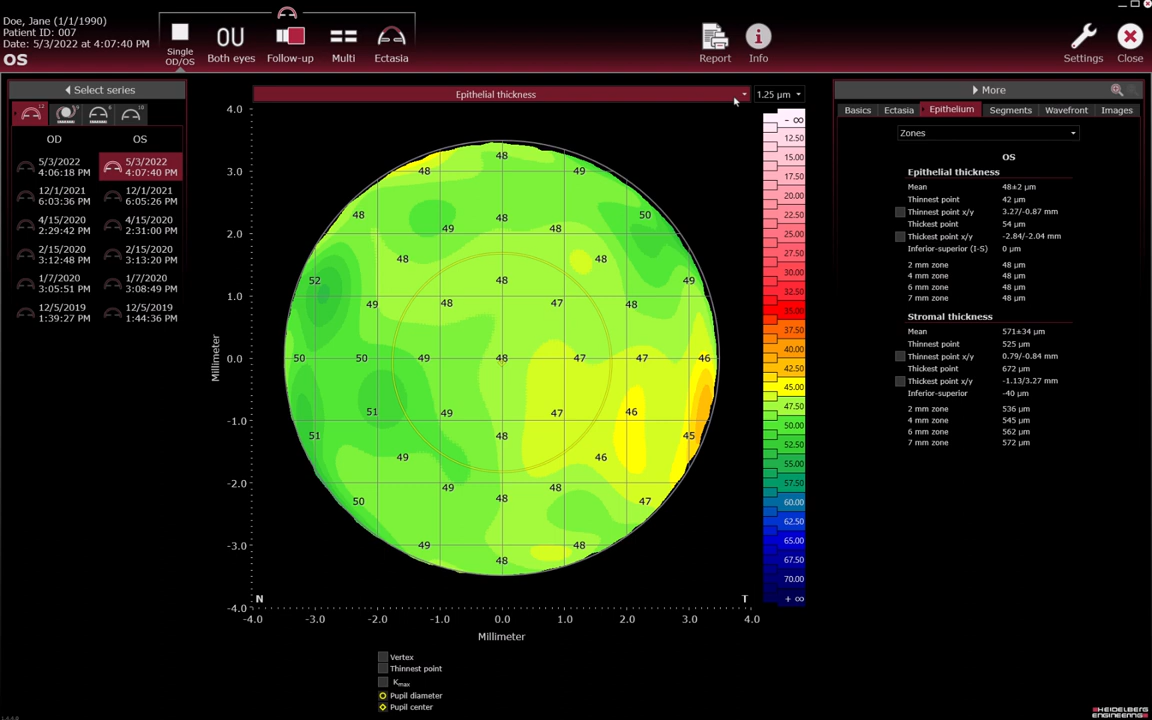 Doe, Jane (1/1/1990)
Patient ID: 007
Date: 5/3/2022 at 4:07:40 PM
OS
Single
OD/OS
OU
Both eyes
Follow-up
Multi
Ectasia
Report
Info
Settings
Close
Select series
12
9
6
10
OD OS
5/3/2022
4:06:18 PM
5/3/2022
4:07:40 PM
12/1/2021
6:03:36 PM
12/1/2021
6:05:26 PM
4/15/2020
2:29:42 PM
4/15/2020
2:31:00 PM
2/15/2020
3:12:48 PM
2/15/2020
3:13:20 PM
1/7/2020
3:05:51 PM
1/7/2020
3:08:49 PM
12/5/2019
1:39:27 PM
12/5/2019
1:44:36 PM
Epithelial thickness
1.25 µm
4.0
3.0
2.0
1.0
0.0
-1.0
-2.0
-3.0
-4.0
Millimeter
48
48 49
48 48 50
49 48
48 48
52 48 49
49 48 47 48
50 50 49 48 47 47 46
51 49 47 46
51 48 45
49 46
49 48
50 48 47
49 48
48
N T
-4.0 -3.0 -2.0 -1.0 0.0 1.0 2.0 3.0 4.0
Millimeter
- ∞
12.50
15.00
17.50
20.00
22.50
25.00
27.50
30.00
32.50
35.00
37.50
40.00
42.50
45.00
47.50
50.00
52.50
55.00
57.50
60.00
62.50
65.00
67.50
70.00
+ ∞
Vertex
Thinnest point
Kmax
Pupil diameter
Pupil center
More
Basics Ectasia Epithelium Segments Wavefront Images
Zones
OS
Epithelial thickness
Mean 48±2 µm
Thinnest point 42 µm
Thinnest point x/y 3.27/-0.87 mm
Thickest point 54 µm
Thickest point x/y -2.84/-2.04 mm
Inferior-superior (I-S) 0 µm
2 mm zone 48 µm
4 mm zone 48 µm
6 mm zone 48 µm
7 mm zone 48 µm
Stromal thickness
Mean 571±34 µm
Thinnest point 525 µm
Thinnest point x/y 0.79/-0.84 mm
Thickest point 672 µm
Thickest point x/y -1.13/3.27 mm
Inferior-superior -40 µm
2 mm zone 536 µm
4 mm zone 545 µm
6 mm zone 562 µm
7 mm zone 572 µm
HEIDELBERG
ENGINEERING